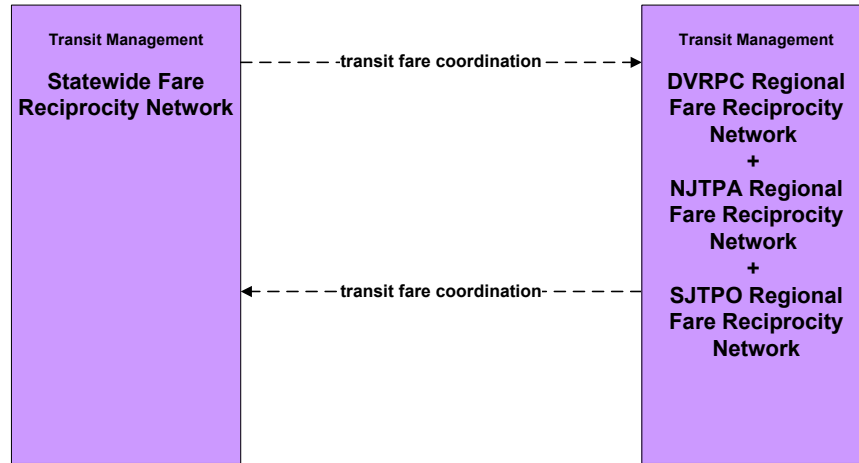 Transit Management
Statewide Fare
Reciprocity Network
transit fare coordination
transit fare coordination
Transit Management
DVRPC Regional
Fare Reciprocity
Network
+
NJTPA Regional
Fare Reciprocity
Network
+
SJTPO Regional
Fare Reciprocity
Network